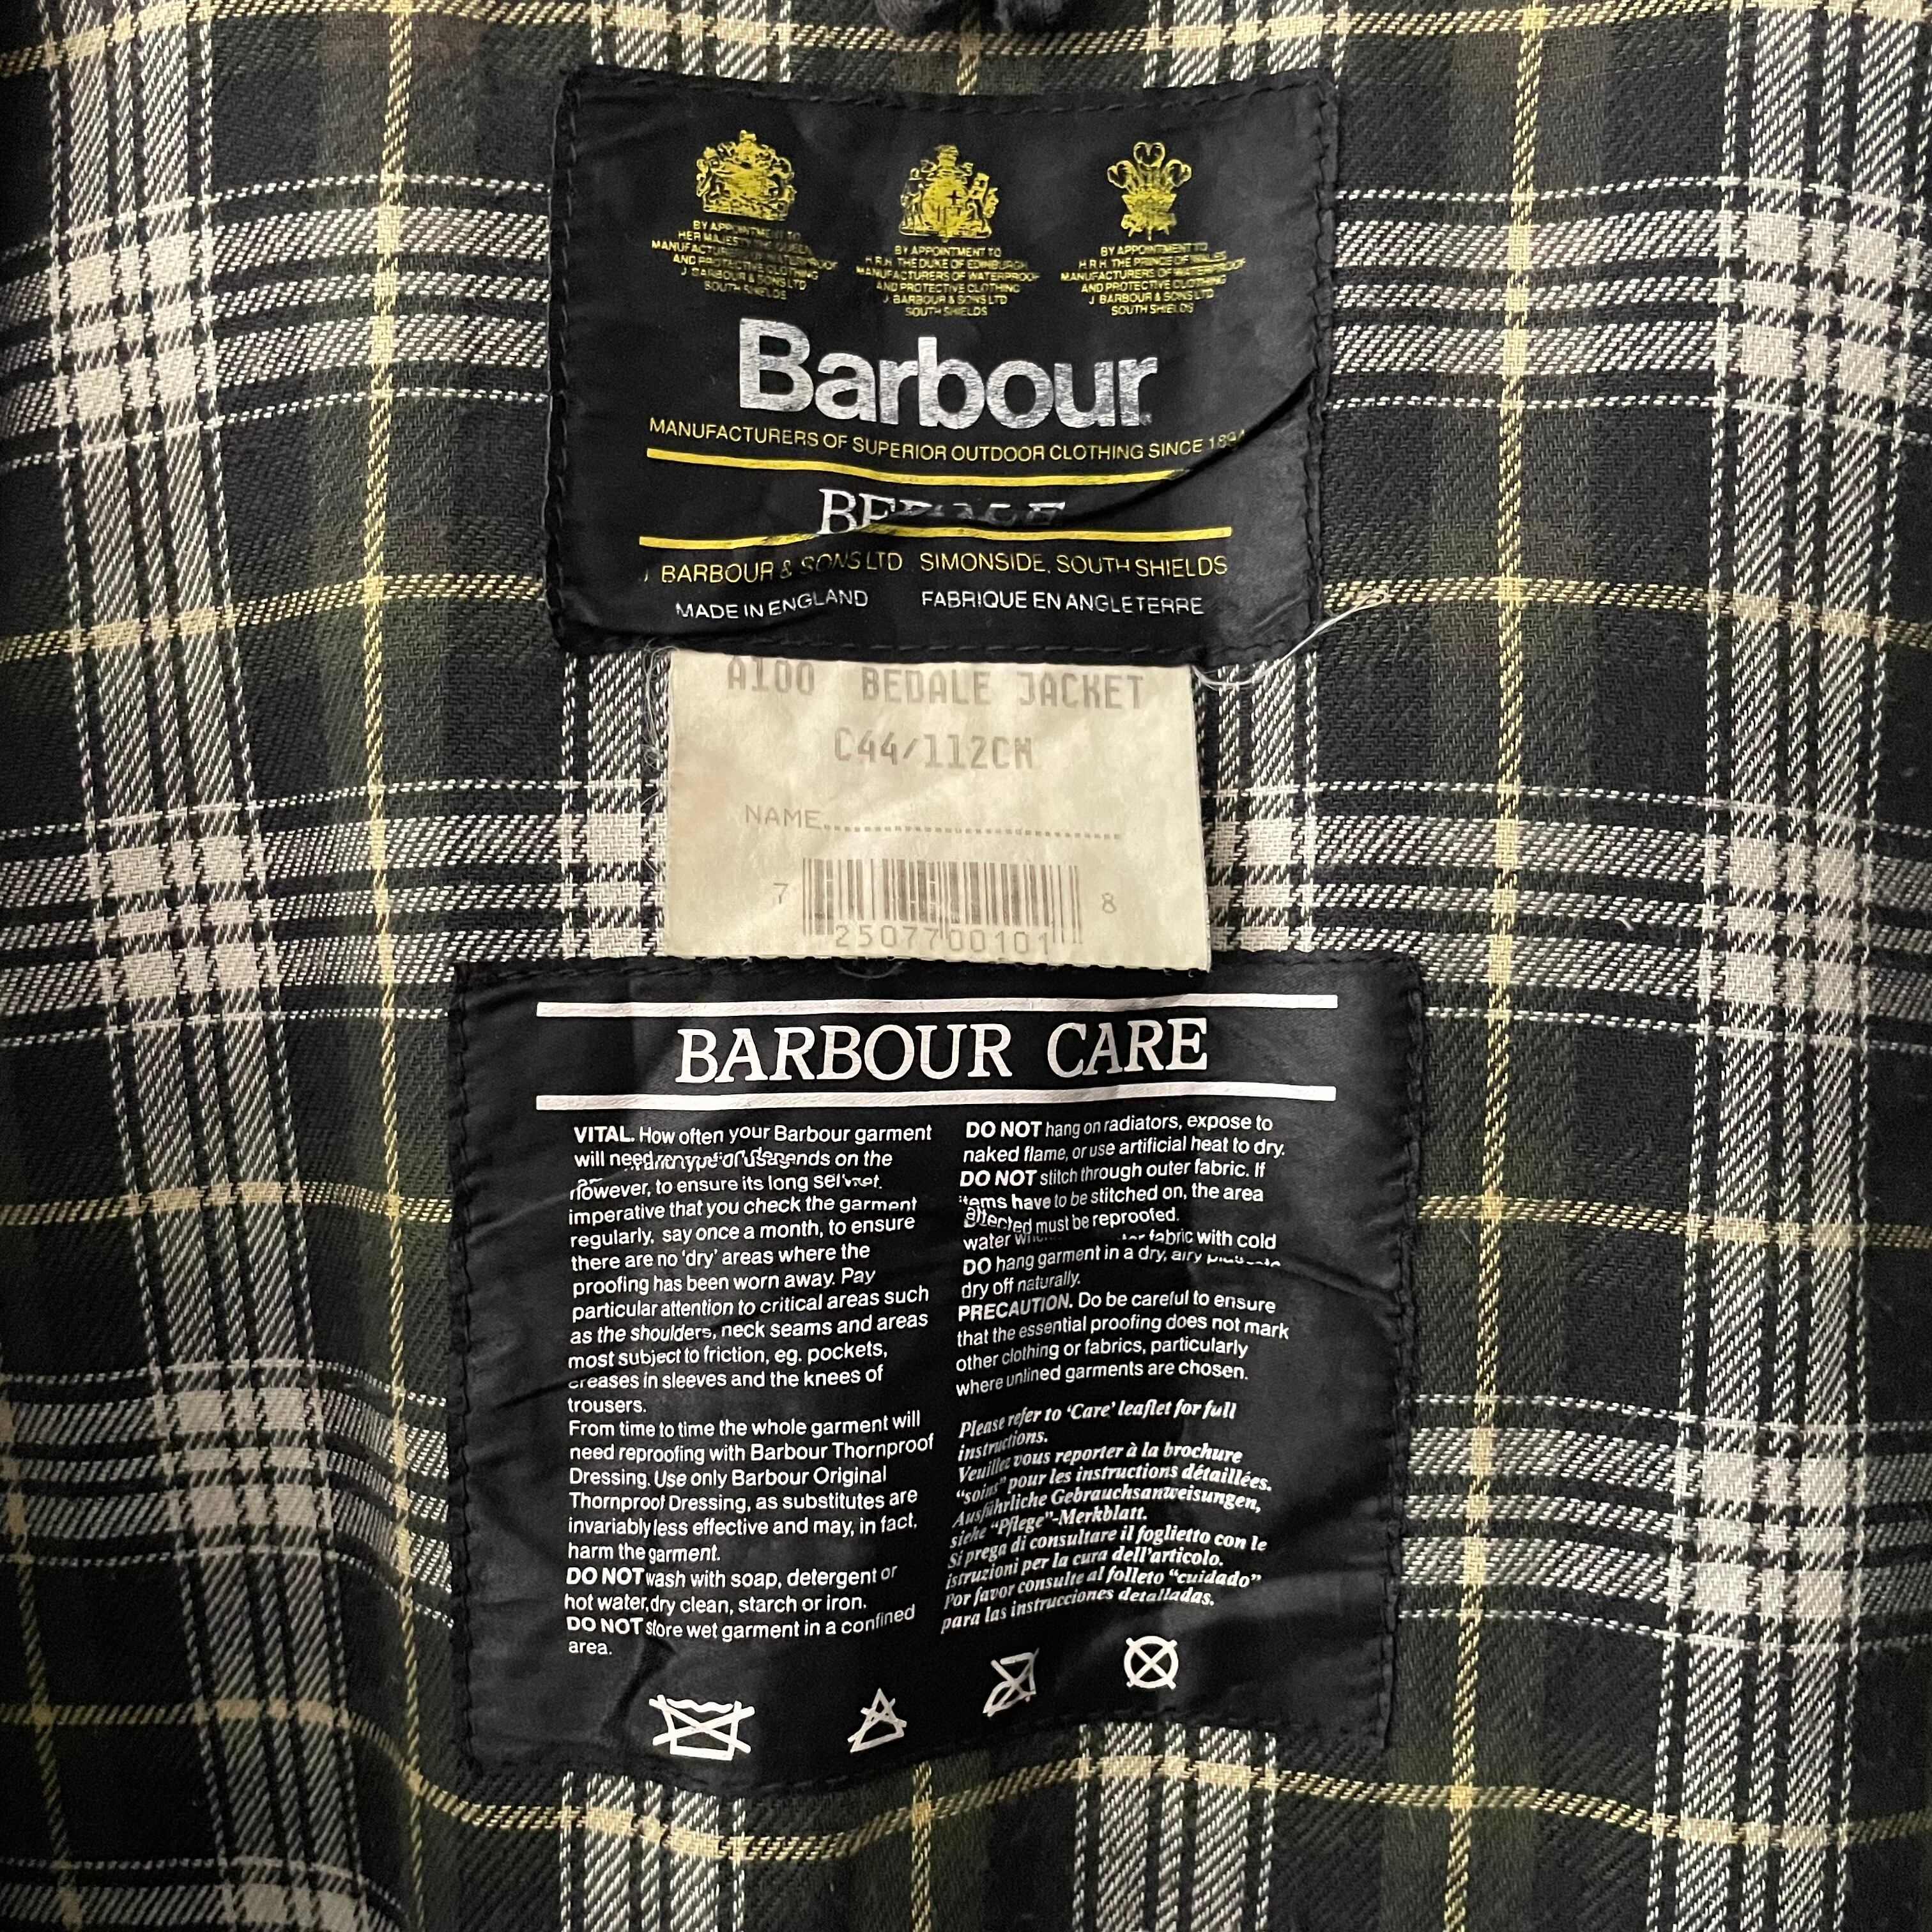 BY APPOINTMENT TO
HER MAJESTY THE QUEEN
MANUFACTURERS OF WATERPROOF
AND PROTECTIVE CLOTHING
J BARBOUR & SONS LTD
SOUTH SHIELDS
BY APPOINTMENT TO
H.R.H. THE DUKE OF EDINBURGH
MANUFACTURERS OF WATERPROOF
AND PROTECTIVE CLOTHING
J BARBOUR & SONS LTD
SOUTH SHIELDS
BY APPOINTMENT TO
H.R.H. THE PRINCE OF WALES
MANUFACTURERS OF WATERPROOF
AND PROTECTIVE CLOTHING
J BARBOUR & SONS LTD
SOUTH SHIELDS
Barbour
MANUFACTURERS OF SUPERIOR OUTDOOR CLOTHING SINCE 1894
J BARBOUR & SONS LTD SIMONSIDE, SOUTH SHIELDS
MADE IN ENGLAND FABRIQUE EN ANGLETERRE
A100 BEDALE JACKET
C44/112CM
NAME
7 2507700101 8
BARBOUR CARE
VITAL. How often your Barbour garment
will need on the
however, to ensure its long
imperative that you check the garment
regularly, say once a month, to ensure
there are no 'dry' areas where the
proofing has been worn away. Pay
particular attention to critical areas such
as the shoulders, neck seams and areas
most subject to friction, eg. pockets,
creases in sleeves and the knees of
trousers.
From time to time the whole garment will
need reproofing with Barbour Thornproof
Dressing. Use only Barbour Original
Thornproof Dressing, as substitutes are
invariably less effective and may, in fact,
harm the garment.
DO NOT wash with soap, detergent or
hot water, dry clean, starch or iron.
DO NOT store wet garment in a confined
area.
DO NOT hang on radiators, expose to
naked flame, or use artificial heat to dry.
DO NOT stitch through outer fabric. If
items have to be stitched on, the area
affected must be reproofed.
water fabric with cold
DO hang garment in a dry, airy
dry off naturally.
PRECAUTION. Do be careful to ensure
that the essential proofing does not mark
other clothing or fabrics, particularly
where unlined garments are chosen.
Please refer to 'Care' leaflet for full
instructions.
Veuillez vous reporter à la brochure
"soins" pour les instructions détaillées.
Ausführliche Gebrauchsanweisungen,
siehe "Pflege"-Merkblatt.
Si prega di consultare il foglietto con le
istruzioni per la cura dell'articolo.
Por favor consulte al folleto "cuidado"
para las instrucciones detalladas.